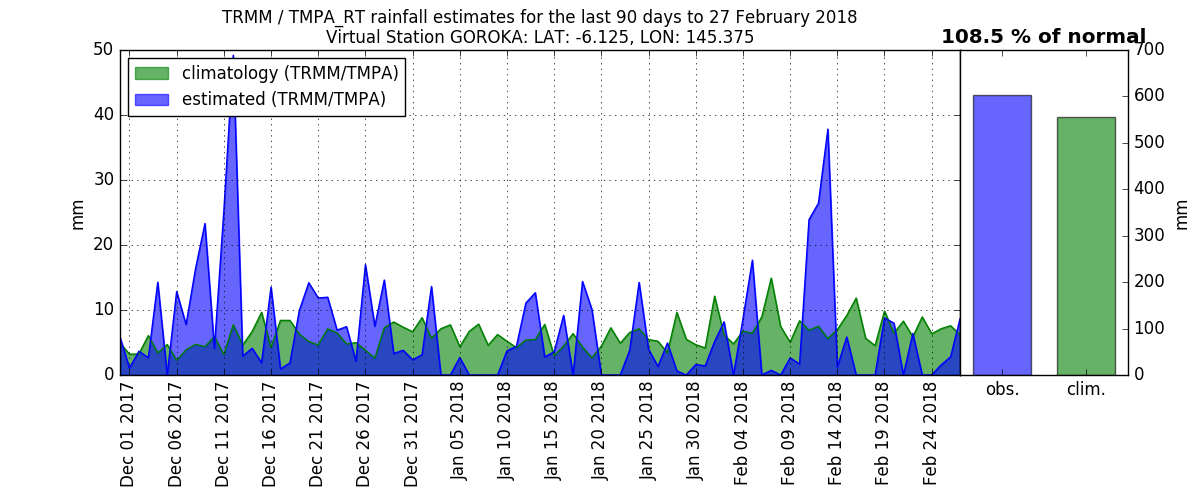 TRMM / TMPA_RT rainfall estimates for the last 90 days to 27 February 2018
Virtual Station GOROKA: LAT: -6.125, LON: 145.375
108.5 % of normal
climatology (TRMM/TMPA)
estimated (TRMM/TMPA)
50
40
30
20
10
0
mm
Dec 01 2017
Dec 06 2017
Dec 11 2017
Dec 16 2017
Dec 21 2017
Dec 26 2017
Dec 31 2017
Jan 05 2018
Jan 10 2018
Jan 15 2018
Jan 20 2018
Jan 25 2018
Jan 30 2018
Feb 04 2018
Feb 09 2018
Feb 14 2018
Feb 19 2018
Feb 24 2018
obs.
clim.
700
600
500
400
300
200
100
0
mm